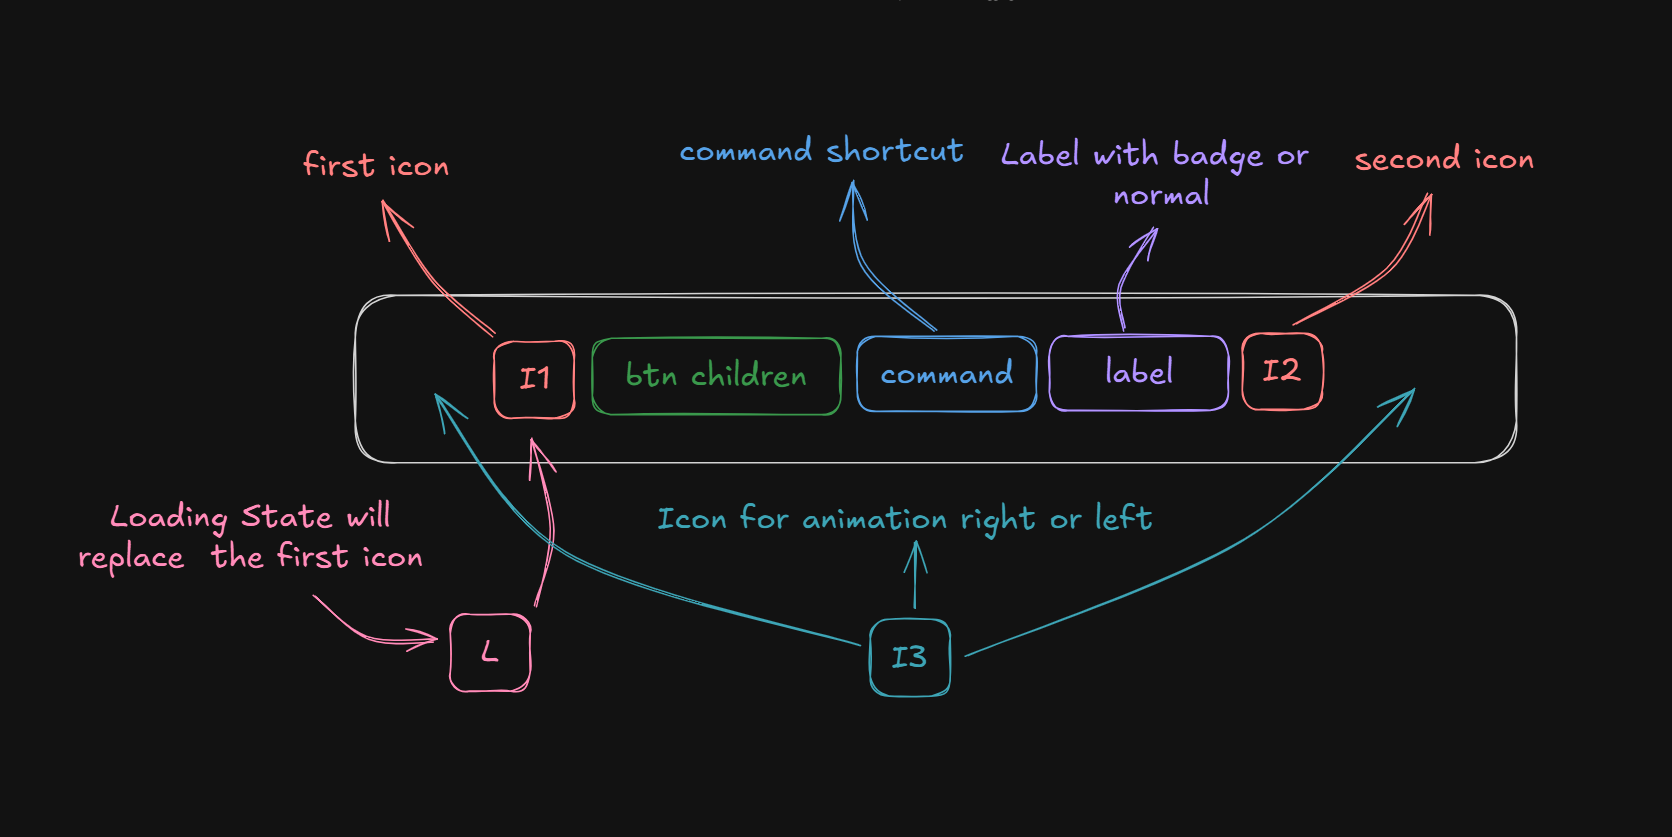 first icon
command shortcut
Label with badge or
normal
second icon
I1
btn children
command
label
I2
Loading State will
replace the first icon
Icon for animation right or left
L
I3